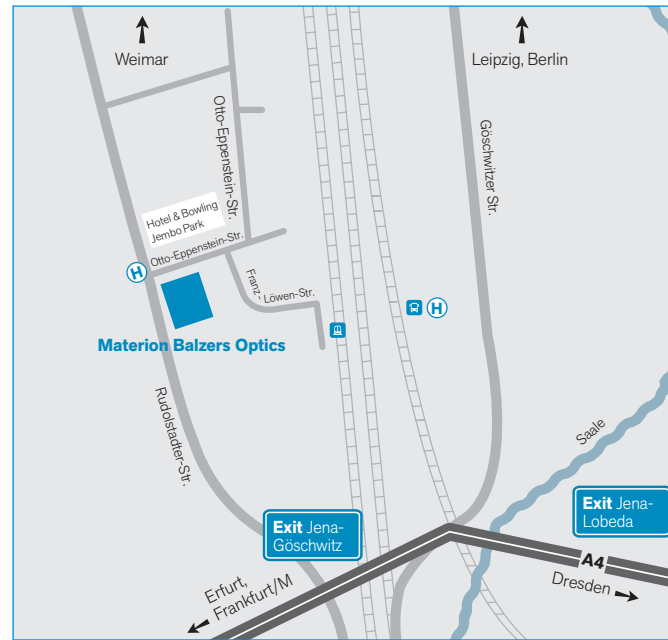 Weimar
Leipzig, Berlin
Otto-Eppenstein-Str.
Göschwitzer Str.
Hotel & Bowling
Jembo Park
Otto-Eppenstein-Str.
H
Franz-
Löwen-Str.
H
Materion Balzers Optics
Rudolstadter-Str.
Saale
Exit Jena-
Lobeda
Exit Jena-
Göschwitz
A4
Dresden
Erfurt,
Frankfurt/M